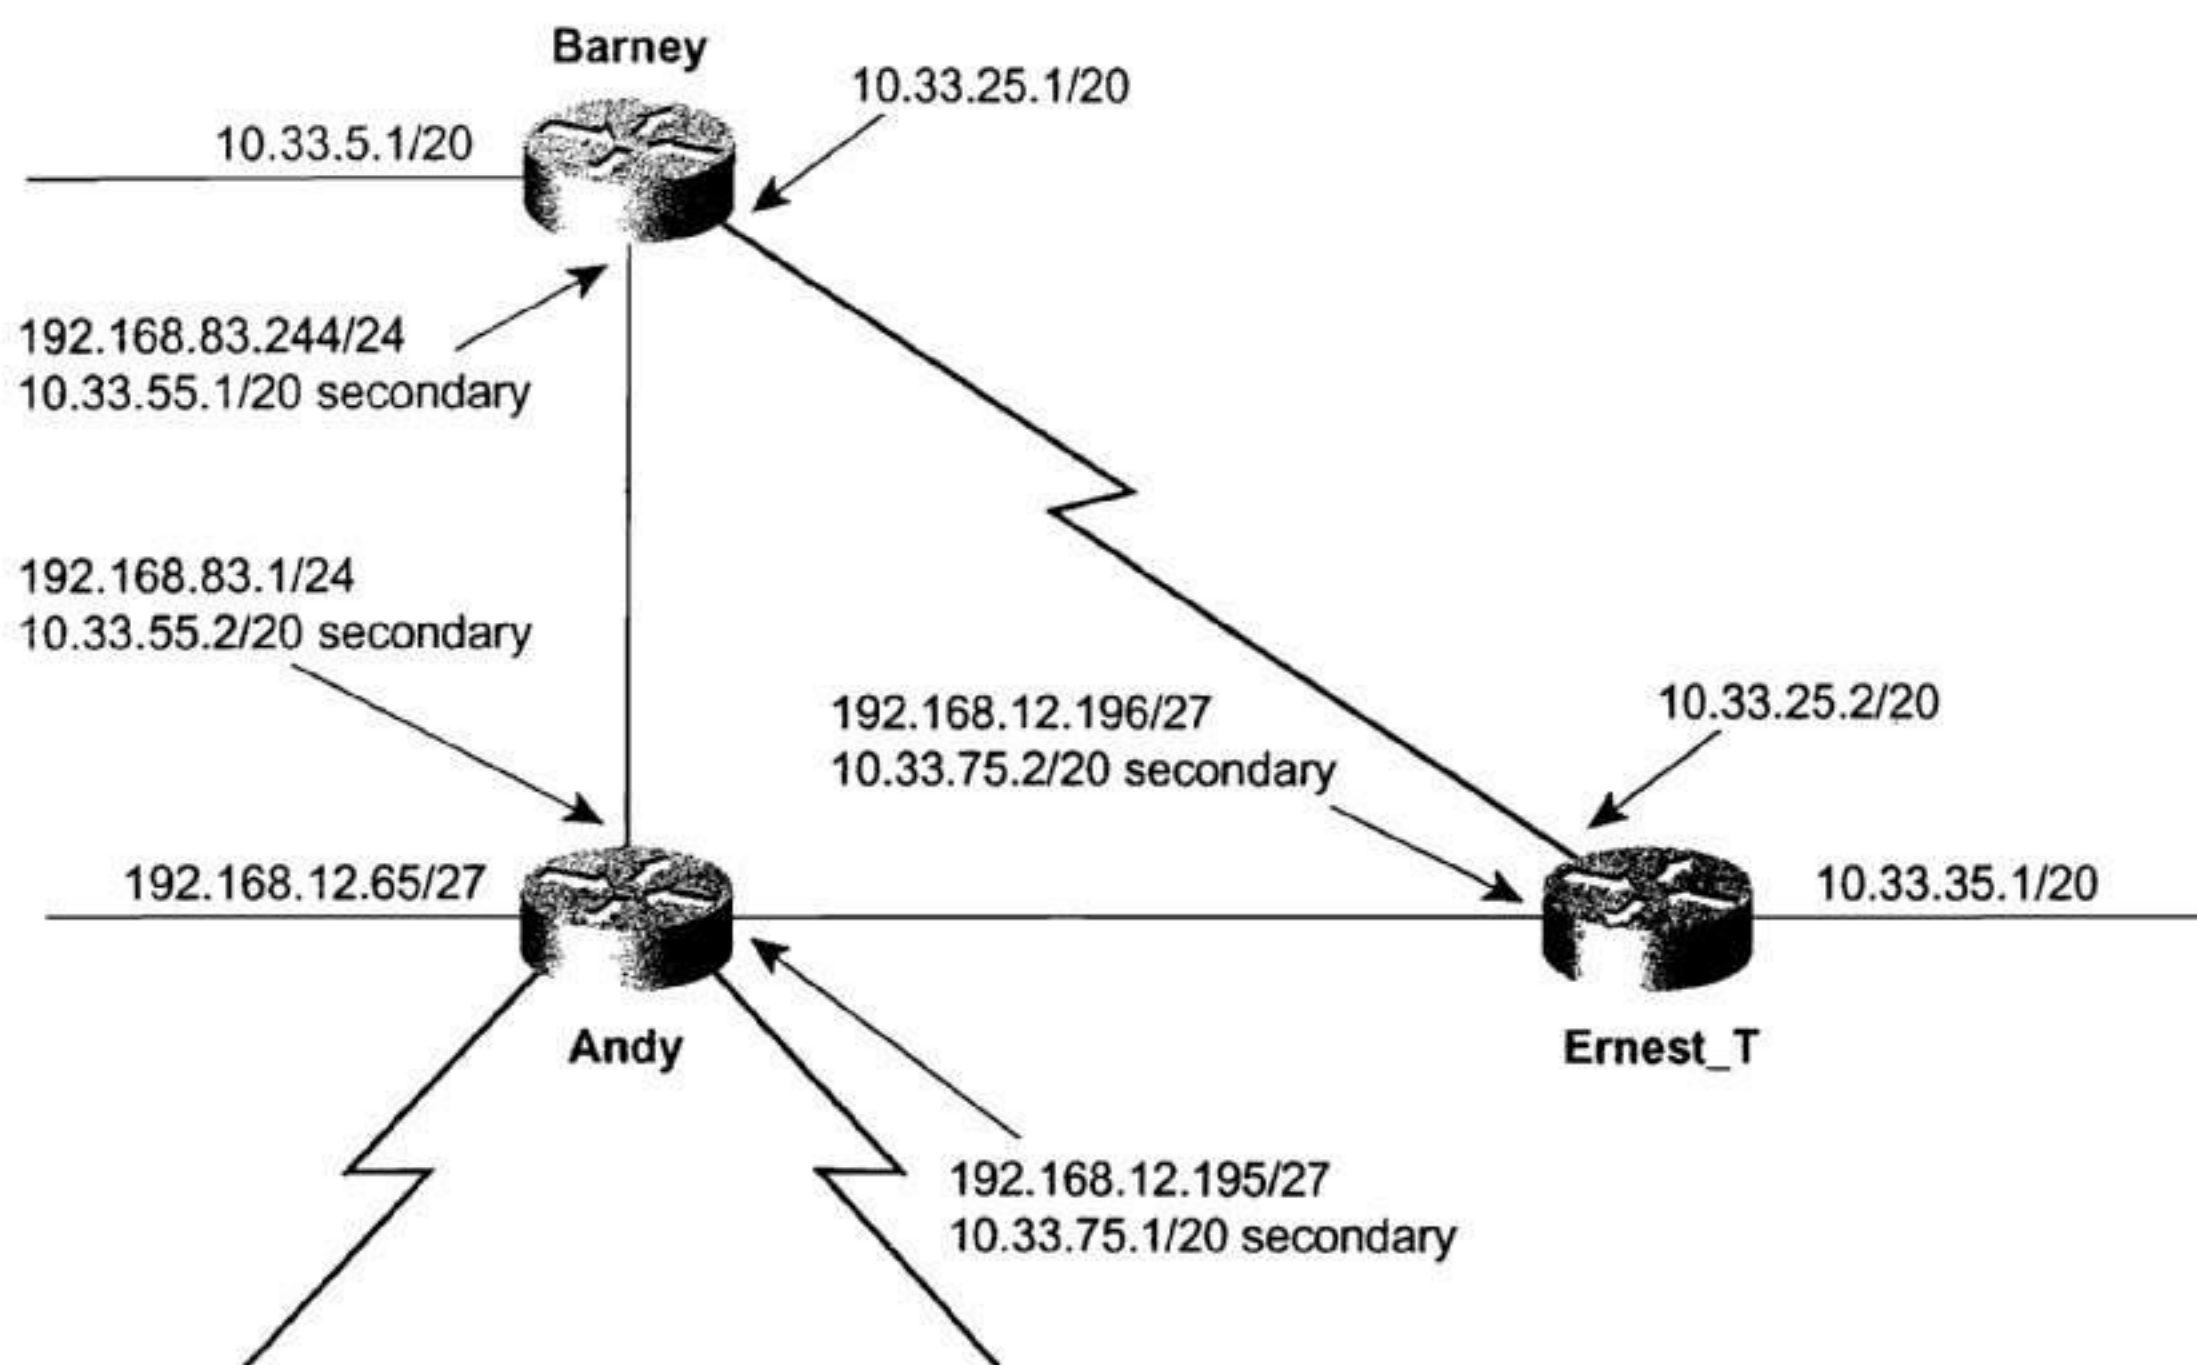 Barney
10.33.25.1/20
10.33.5.1/20
192.168.83.244/24
10.33.55.1/20 secondary
192.168.83.1/24
10.33.55.2/20 secondary
192.168.12.196/27
10.33.75.2/20 secondary
10.33.25.2/20
192.168.12.65/27
10.33.35.1/20
Andy
Ernest_T
192.168.12.195/27
10.33.75.1/20 secondary